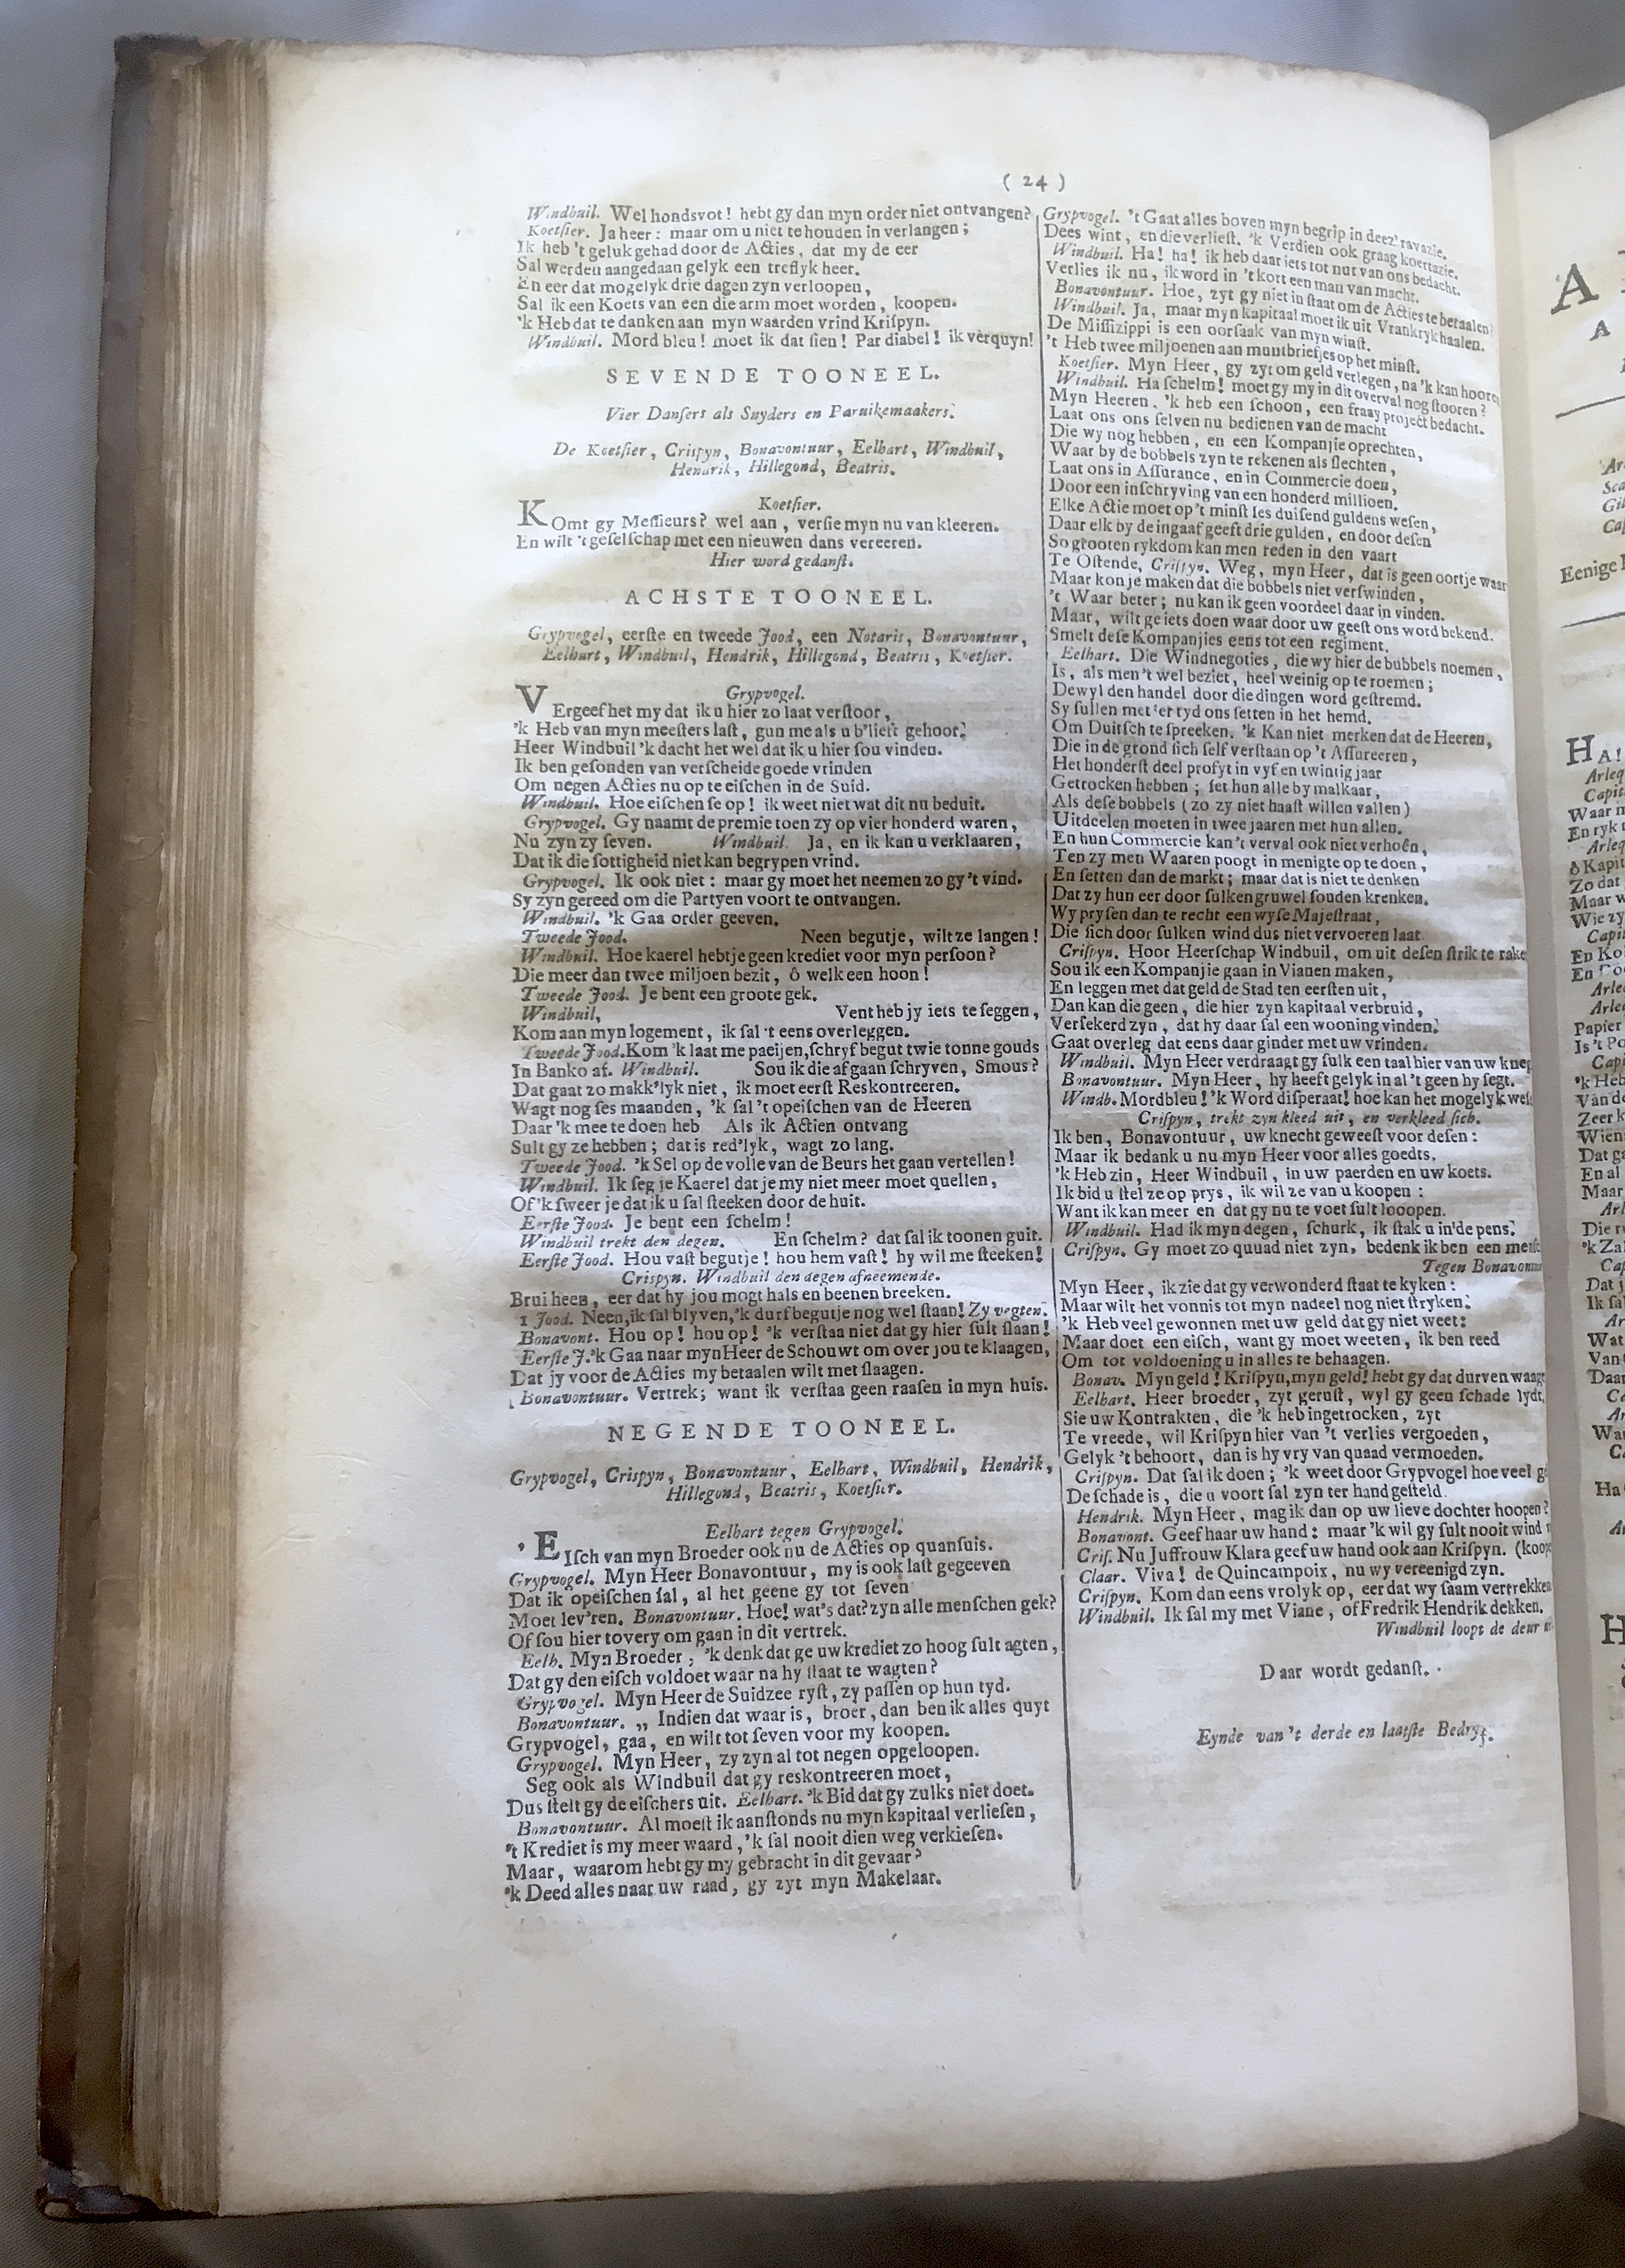 ( 24 )
Windbuil. Wel hondsvot! hebt gy dan myn order niet ontvangen?
Koetſier. Ja heer: maar om u niet te houden in verlangen;
Ik heb 't geluk gehad door de Acties, dat my de eer
Sal werden aangedaan gelyk een treflyk heer.
En eer dat mogelyk drie dagen zyn verloopen,
Sal ik een Koets van een die arm moet worden, koopen.
'k Heb dat te danken aan myn waarden vrind Kriſpyn.
Windbuil. Mord bleu! moet ik dat ſien! Par diabel! ik vèrquyn!
SEVENDE TOONEEL.
Vier Danſers als Snyders en Paruikemaakers.
De Koetſier, Crispyn, Bonavontuur, Eelhart, Windbuil,
Hendrik, Hillegond, Beatris.
Koetſier.
KOmt gy Meſſieurs? wel aan, verſie myn nu van kleeren.
En wilt 't geſelſchap met een nieuwen dans vereeren.
Hier word gedanſt.
ACHSTE TOONEEL.
Grypvogel, eerſte en tweede Jood, een Notaris, Bonavontuur,
Eelhart, Windbuil, Hendrik, Hillegond, Beatris, Koetſier.
Grypvogel.
VErgeef het my dat ik u hier zo laat verſtoor,
'k Heb van myn meeſters laſt, gun me als u b'lieft gehoor.
Heer Windbuil 'k dacht het wel dat ik u hier ſou vinden.
Ik ben geſonden van verſcheide goede vrinden
Om negen Acties nu op te eiſchen in de Suid.
Windbuil. Hoe eiſchen ſe op! ik weet niet wat dit nu beduit.
Grypvogel. Gy naamt de premie toen zy op vier honderd waren,
Nu zyn zy ſeven. Windbuil. Ja, en ik kan u verklaaren,
Dat ik die ſottigheid niet kan begrypen vrind.
Grypvogel. Ik ook niet: maar gy moet het neemen zo gy 't vind.
Sy zyn gereed om die Partyen voort te ontvangen.
Windbuil. 'k Gaa order geeven.
Tweede Jood. Neen begutje, wilt ze langen!
Windbuil. Hoe kaerel hebt je geen krediet voor myn perſoon?
Die meer dan twee miljoen bezit, ô welk een hoon!
Tweede Jood. Je bent een groote gek.
Windbuil, Vent heb jy iets te ſeggen,
Kom aan myn logement, ik ſal 't eens overleggen.
Tweede Jood. Kom 'k laat me paeijen, ſchryf begut twie tonne gouds
In Banko af. Windbuil. Sou ik die afgaan ſchryven, Smous?
Dat gaat zo makk'lyk niet, ik moet eerſt Reskontreeren.
Wagt nog ſes maanden, 'k ſal 't opeiſchen van de Heeren
Daar 'k mee te doen heb Als ik Actien ontvang
Sult gy ze hebben; dat is red'lyk, wagt zo lang.
Tweede Jood. 'k Sel op de volle van de Beurs het gaan vertellen!
Windbuil. Ik ſeg je Kaerel dat je my niet meer moet quellen,
Of 'k ſweer je dat ik u ſal ſteeken door de huit.
Eerſte Jood. Je bent een ſchelm!
Windbuil trekt den degen. En ſchelm? dat ſal ik toonen guit.
Eerſte Jood. Hou vaſt begutje! hou hem vaſt! hy wil me ſteeken!
Crispyn. Windbuil den degen afneemende.
Brui heen, eer dat hy jou mogt hals en beenen breeken.
1 Jood. Neen, ik ſal blyven, 'k durf begutje nog wel ſtaan! Zy vegten.
Bonavont. Hou op! hou op! 'k verſtaa niet dat gy hier ſult ſlaan!
Eerſte J. 'k Gaa naar myn Heer de Schouwt om over jou te klaagen,
Dat jy voor de Acties my betaalen wilt met ſlaagen.
Bonavontuur. Vertrek; want ik verſtaa geen raaſen in myn huis.
NEGENDE TOONEEL.
Grypvogel, Crispyn, Bonavontuur, Eelhart, Windbuil, Hendrik,
Hillegond, Beatris, Koetſier.
Eelhart tegen Grypvogel.
'EIſch van myn Broeder ook nu de Acties op quanſuis.
Grypvogel. Myn Heer Bonavontuur, my is ook laſt gegeeven
Dat ik opeiſchen ſal, al het geene gy tot ſeven
Moet lev'ren. Bonavontuur. Hoe! wat's dat? zyn alle menſchen gek?
Of ſou hier tovery om gaan in dit vertrek.
Eelh. Myn Broeder, 'k denk dat ge uw krediet zo hoog ſult agten,
Dat gy den eiſch voldoet waar na hy ſtaat te wagten?
Grypvogel. Myn Heer de Suidzee ryſt, zy paſſen op hun tyd.
Bonavontuur. „ Indien dat waar is, broer, dan ben ik alles quyt
Grypvogel, gaa, en wilt tot ſeven voor my koopen.
Grypvogel. Myn Heer, zy zyn al tot negen opgeloopen.
Seg ook als Windbuil dat gy reskontreeren moet,
Dus ſtelt gy de eiſchers uit. Eelhart. 'k Bid dat gy zulks niet doet.
Bonavontuur. Al moeſt ik aanſtonds nu myn kapitaal verlieſen,
't Krediet is my meer waard, 'k ſal nooit dien weg verkieſen.
Maar, waarom hebt gy my gebracht in dit gevaar?
'k Deed alles naar uw raad, gy zyt myn Makelaar.
Grypvogel. 't Gaat alles boven myn begrip in deez' ravazie.
Dees wint, en die verlieſt. 'k Verdien ook graag koertazie.
Windbuil. Ha! ha! ik heb daar iets tot nut van ons bedacht.
Verlies ik nu, ik word in 't kort een man van macht.
Bonavontuur. Hoe, zyt gy niet in ſtaat om de Acties te betaalen?
Windbuil. Ja, maar myn kapitaal moet ik uit Vrankryk haalen.
De Miſſizippi is een oorſaak van myn winſt.
't Heb twee miljoenen aan muntbriefjes op het minſt.
Koetſier. Myn Heer, gy zyt om geld verlegen, na 'k kan hooren
Windbuil. Ha ſchelm! moet gy my in dit overval nog ſtooren?
Myn Heeren, 'k heb een ſchoon, een fraay project bedacht.
Laat ons ons ſelven nu bedienen van de macht
Die wy nog hebben, en een Kompanjie oprechten,
Waar by de bobbels zyn te rekenen als ſlechten,
Laat ons in Aſſurance, en in Commercie doen,
Door een inſchryving van een honderd millioen.
Elke Actie moet op 't minſt ſes duiſend guldens weſen,
Daar elk by de ingaaf geeft drie gulden, en door deſen
So grooten rykdom kan men reden in den vaart
Te Oſtende, Criſpyn. Weg, myn Heer, dat is geen oortje waar
Maar kon je maken dat die bobbels niet verſwinden,
't Waar beter; nu kan ik geen voordeel daar in vinden.
Maar, wilt ge iets doen waar door uw geeſt ons word bekend.
Smelt deſe Kompanjies eens tot een regiment.
Eelhart. Die Windnegoties, die wy hier de bubbels noemen,
Is, als men 't wel beziet, heel weinig op te roemen;
Dewyl den handel door die dingen word geſtremd.
Sy ſullen met 'er tyd ons ſetten in het hemd.
Om Duitſch te ſpreeken. 'k Kan niet merken dat de Heeren,
Die in de grond ſich ſelf verſtaan op 't Aſſureeren,
Het honderſt deel profyt in vyf en twintig jaar
Getrocken hebben; ſet hun alle by malkaar,
Als deſe bobbels (zo zy niet haaſt willen vallen)
Uitdeelen moeten in twee jaaren met hun allen.
En hun Commercie kan 't verval ook niet verhoên,
Ten zy men Waaren poogt in menigte op te doen,
En ſetten dan de markt; maar dat is niet te denken
Dat zy hun eer door ſulken gruwel ſouden krenken.
Wy pryſen dan te recht een wyſe Majeſtraat,
Die ſich door ſulken wind dus niet vervoeren laat
Criſpyn. Hoor Heerſchap Windbuil, om uit deſen ſtrik te rake
Sou ik een Kompanjie gaan in Vianen maken,
En leggen met dat geld de Stad ten eerſten uit,
Dan kan die geen, die hier zyn kapitaal verbruid,
Verſekerd zyn, dat hy daar ſal een wooning vinden.
Gaat overleg dat eens daar ginder met uw vrinden.
Windbuil. Myn Heer verdraagt gy ſulk een taal hier van uw kne
Bonavontuur. Myn Heer, hy heeft gelyk in al 't geen hy ſegt.
Windb. Mordbleu! 'k Word diſperaat! hoe kan het mogelyk weſe
Criſpyn, trekt zyn kleed uit, en verkleed ſich.
Ik ben, Bonavontuur, uw knecht geweeſt voor deſen:
Maar ik bedank u nu myn Heer voor alles goedts.
'k Heb zin, Heer Windbuil, in uw paerden en uw koets.
Ik bid u ſtel ze op prys, ik wil ze van u koopen:
Want ik kan meer en dat gy nu te voet ſult looopen.
Windbuil. Had ik myn degen, ſchurk, ik ſtak u in'de pens.
Criſpyn. Gy moet zo quuad niet zyn, bedenk ik ben een menſc
Tegen Bonavontu
Myn Heer, ik zie dat gy verwonderd ſtaat te kyken:
Maar wilt het vonnis tot myn nadeel nog niet ſtryken.
'k Heb veel gewonnen met uw geld dat gy niet weet:
Maar doet een eiſch, want gy moet weeten, ik ben reed
Om tot voldoening u in alles te behaagen.
Bonav. Myn geld! Kriſpyn, myn geld! hebt gy dat durven waag
Eelhart. Heer broeder, zyt geruſt, wyl gy geen ſchade lydt,
Sie uw Kontrakten, die 'k heb ingetrocken, zyt
Te vreede, wil Kriſpyn hier van 't verlies vergoeden,
Gelyk 't behoort, dan is hy vry van quaad vermoeden.
Criſpyn. Dat ſal ik doen; 'k weet door Grypvogel hoe veel g
De ſchade is, die u voort ſal zyn ter hand geſteld.
Hendrik. Myn Heer, mag ik dan op uw lieve dochter hoopen?
Bonavont. Geef haar uw hand: maar 'k wil gy ſult nooit wind
Criſ. Nu Juffrouw Klara geef uw hand ook aan Kriſpyn. (koop
Claar. Viva! de Quincampoix, nu wy vereenigd zyn.
Criſpyn. Kom dan eens vrolyk op, eer dat wy ſaam vertrekken
Windbuil. Ik ſal my met Viane, of Fredrik Hendrik dekken.
Windbuil loopt de deur
Daar wordt gedanſt.
Eynde van 't derde en laatſte Bedryf.